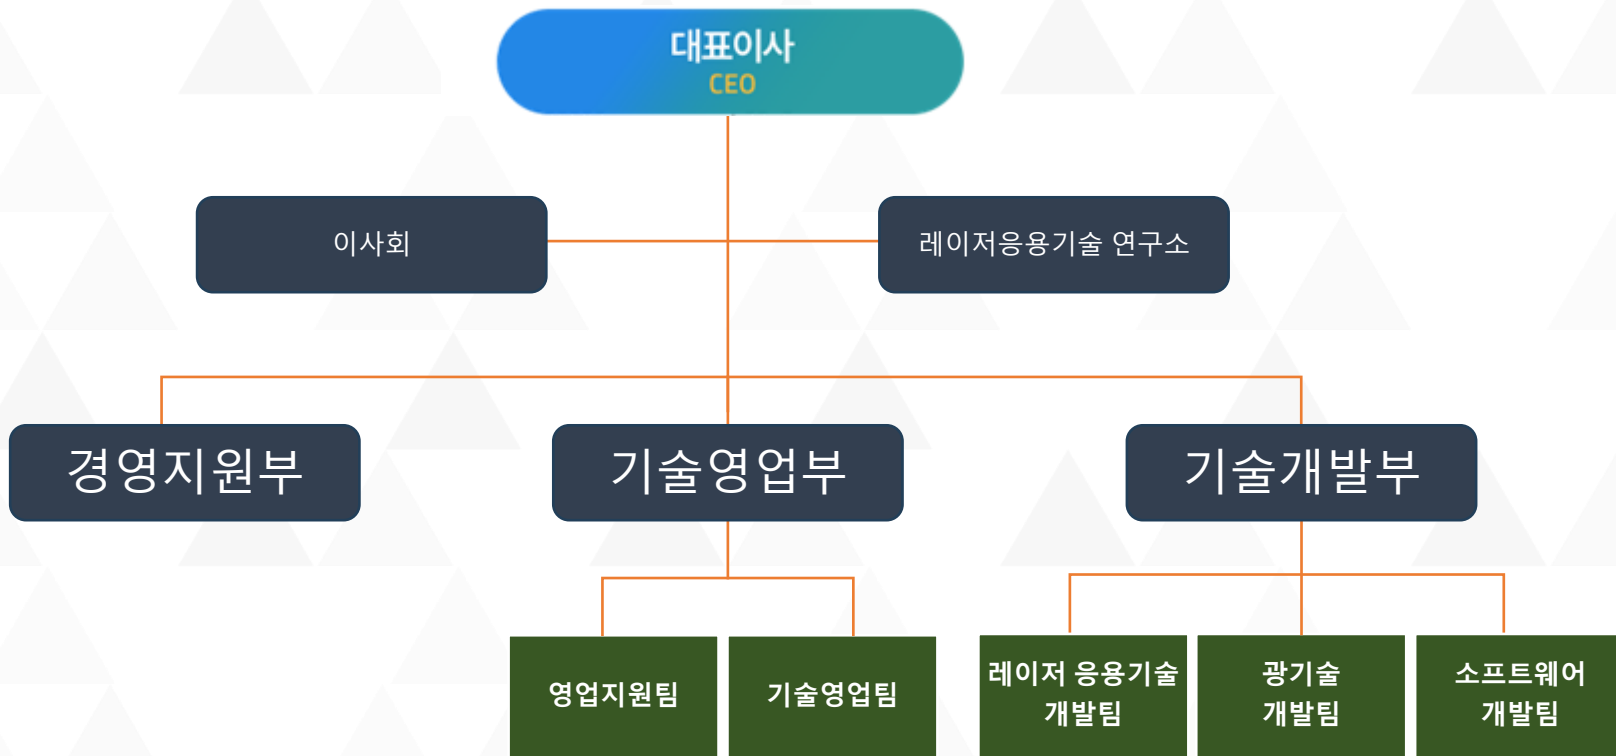 대표이사
CEO
이사회
레이저응용기술 연구소
경영지원부
기술영업부
기술개발부
영업지원팀
기술영업팀
레이저 응용기술
개발팀
광기술
개발팀
소프트웨어
개발팀